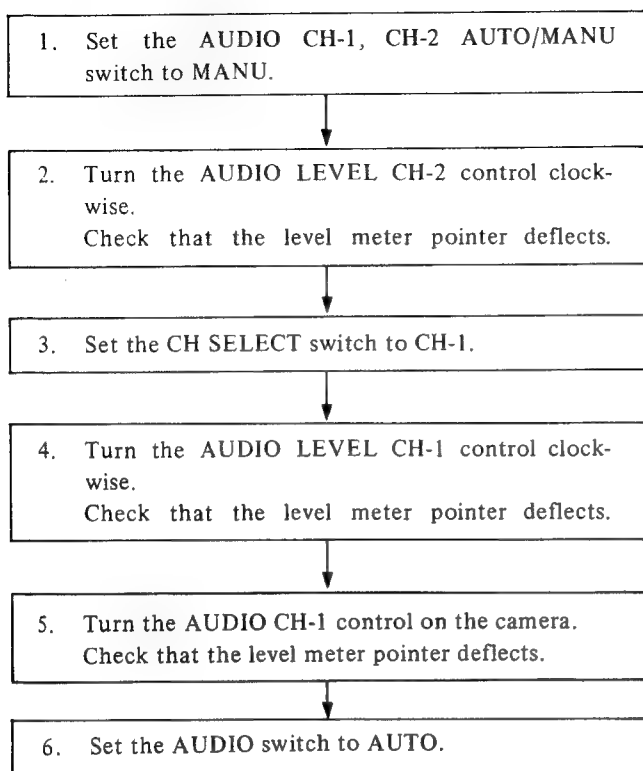 1. Set the AUDIO CH-1, CH-2 AUTO/MANU
switch to MANU.
2. Turn the AUDIO LEVEL CH-2 control clock-
wise.
Check that the level meter pointer deflects.
3. Set the CH SELECT switch to CH-1.
4. Turn the AUDIO LEVEL CH-1 control clock-
wise.
Check that the level meter pointer deflects.
5. Turn the AUDIO CH-1 control on the camera.
Check that the level meter pointer deflects.
6. Set the AUDIO switch to AUTO.